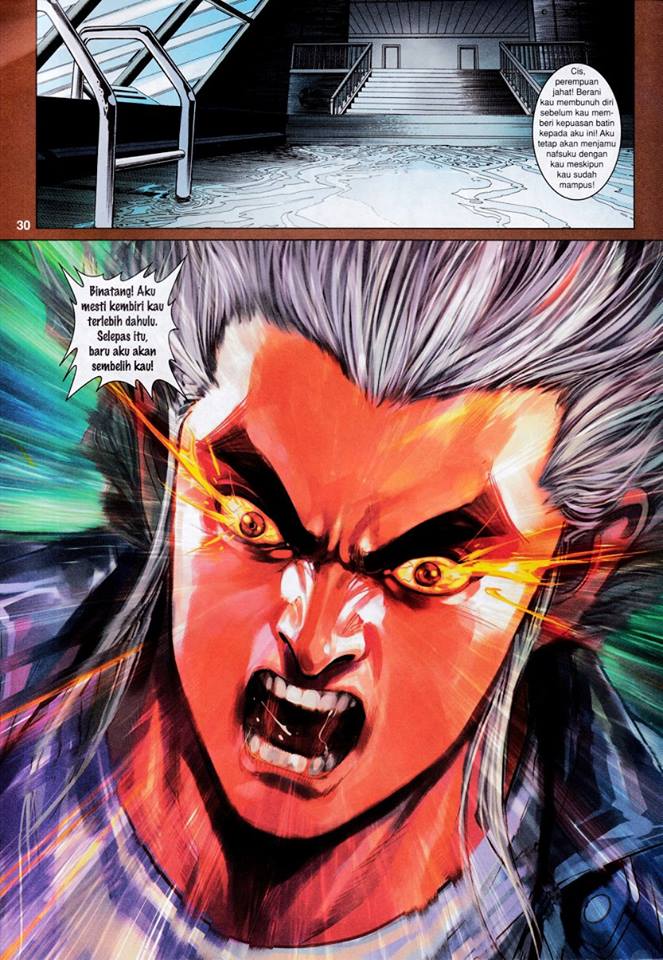 Cis,
perempuan
jahat! Berani
kau membunuh diri
sebelum kau mem-
beri kepuasan batin
kepada aku ini! Aku
tetap akan menjamu
nafsuku dengan
kau meskipun
kau sudah
mampus!
30
Binatang! Aku
mesti kembiri kau
terlebih dahulu.
Selepas itu,
baru aku akan
sembelih kau!